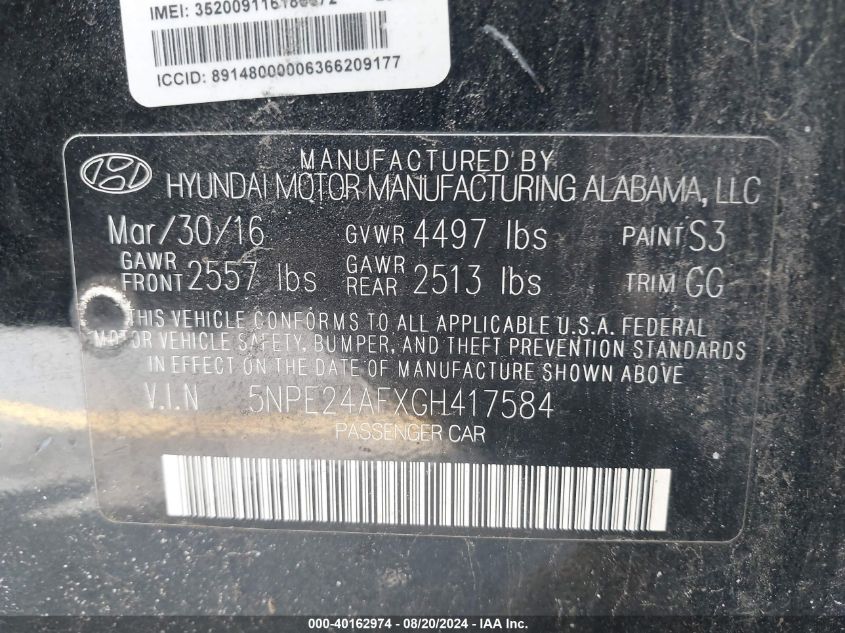 IMEI:
ICCID: 89148000006366209177
MANUFACTURED BY
HYUNDAI MOTOR MANUFACTURING ALABAMA, LLC
Mar/30/16 GVWR 4497 lbs PAINT S3
GAWR FRONT 2557 lbs GAWR REAR 2513 lbs TRIM GG
THIS VEHICLE CONFORMS TO ALL APPLICABLE U.S.A. FEDERAL
MOTOR VEHICLE SAFETY, BUMPER, AND THEFT PREVENTION STANDARDS
IN EFFECT ON THE DATE OF MANUFACTURE SHOWN ABOVE
V.I.N 5NPE24AFXGH417584
PASSENGER CAR
000-40162974 - 08/20/2024 - IAA Inc.